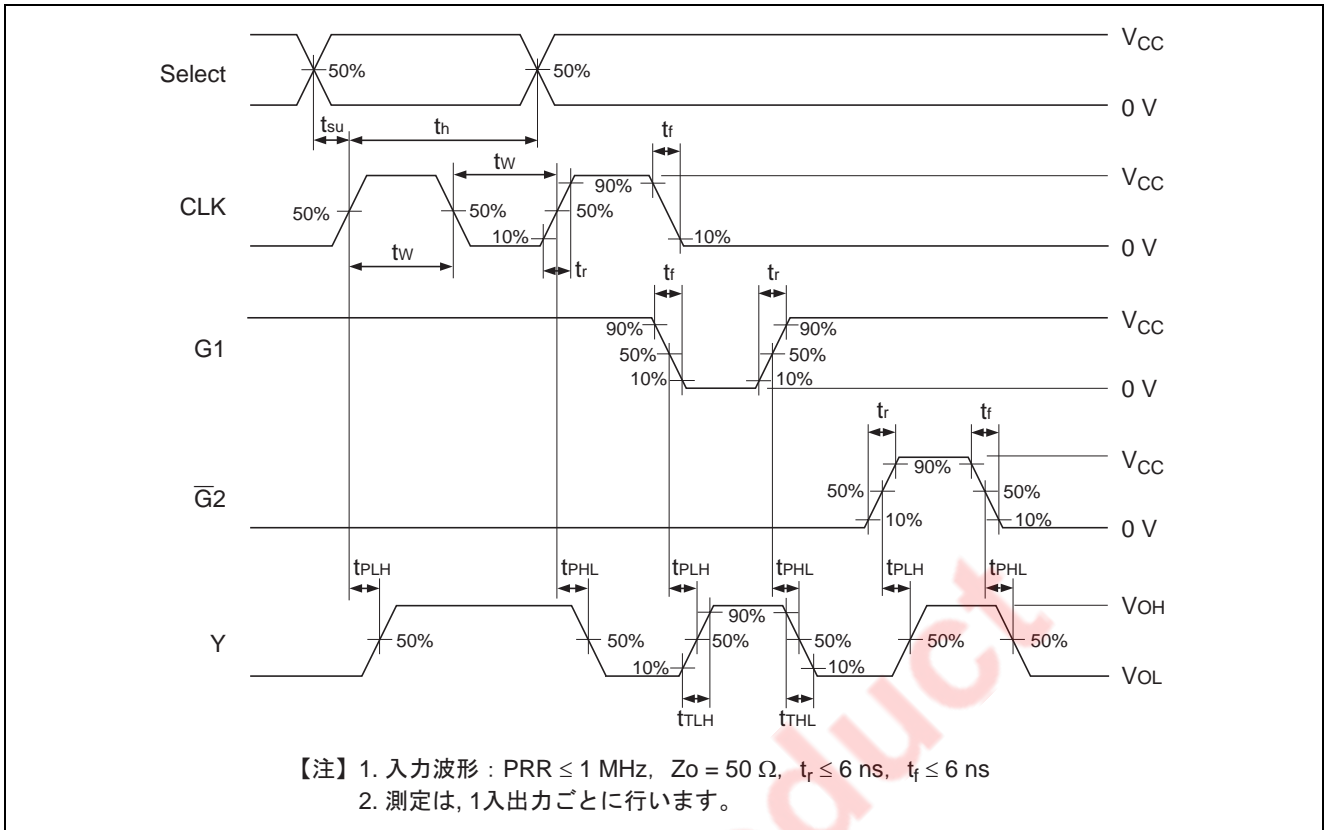 Select
50%
50%
VCC
0 V
tsu
th
tf
CLK
tw
50%
50%
50%
90%
10%
10%
VCC
0 V
tw
tr
tf
tr
G1
90%
50%
10%
90%
50%
10%
VCC
0 V
tr
tf
G̅2
50%
90%
50%
10%
10%
VCC
0 V
tPLH
tPHL
tPLH
tPHL
tPLH
tPHL
Y
50%
50%
90%
50%
50%
50%
50%
10%
10%
VOH
VOL
tTLH
tTHL
【注】 1. 入力波形 : PRR ≤ 1 MHz, Zo = 50 Ω, tr ≤ 6 ns, tf ≤ 6 ns
2. 測定は, 1入出力ごとに行います。
duct